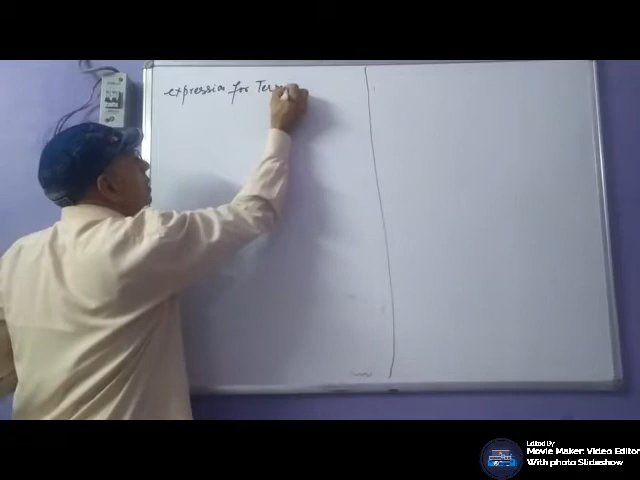 expression for Ter
Edited By
Movie Maker: Video Editor
With photo Slideshow